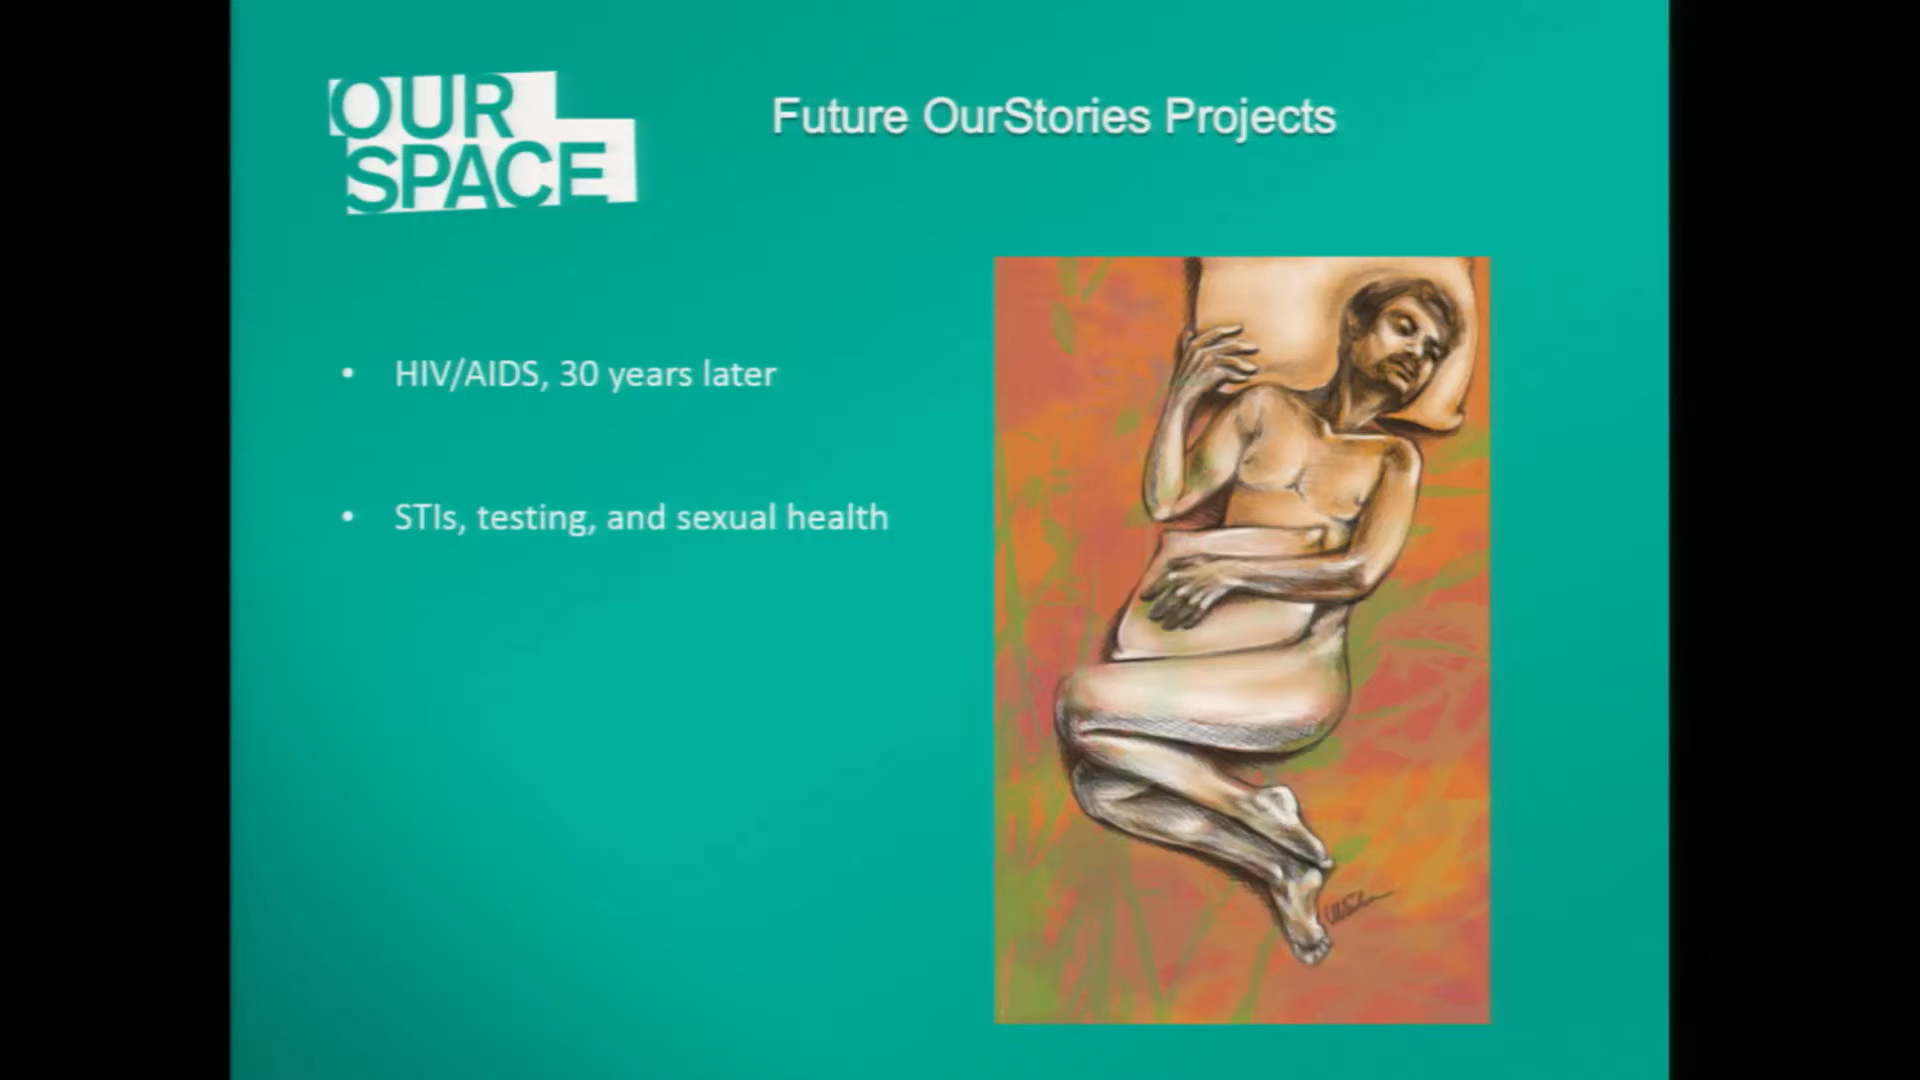 OUR
SPACE
Future OurStories Projects
• HIV/AIDS, 30 years later
• STIs, testing, and sexual health